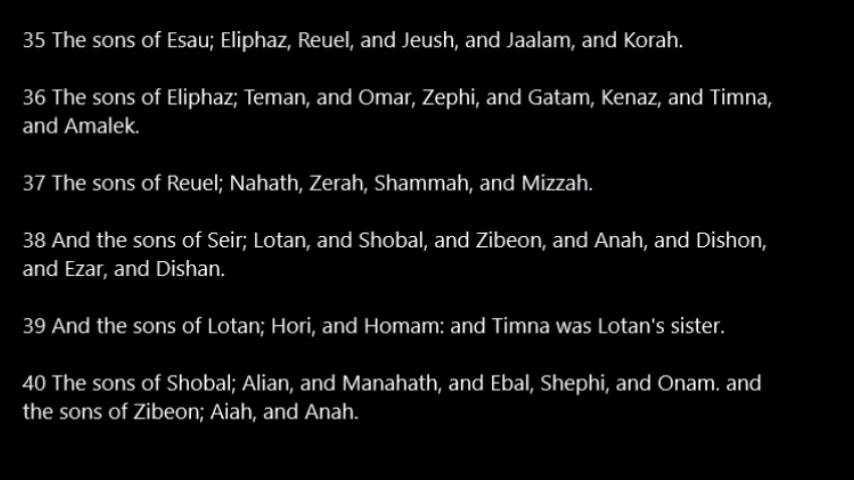 35 The sons of Esau; Eliphaz, Reuel, and Jeush, and Jaalam, and Korah.
36 The sons of Eliphaz; Teman, and Omar, Zephi, and Gatam, Kenaz, and Timna,
and Amalek.
37 The sons of Reuel; Nahath, Zerah, Shammah, and Mizzah.
38 And the sons of Seir; Lotan, and Shobal, and Zibeon, and Anah, and Dishon,
and Ezar, and Dishan.
39 And the sons of Lotan; Hori, and Homam: and Timna was Lotan's sister.
40 The sons of Shobal; Alian, and Manahath, and Ebal, Shephi, and Onam. and
the sons of Zibeon; Aiah, and Anah.